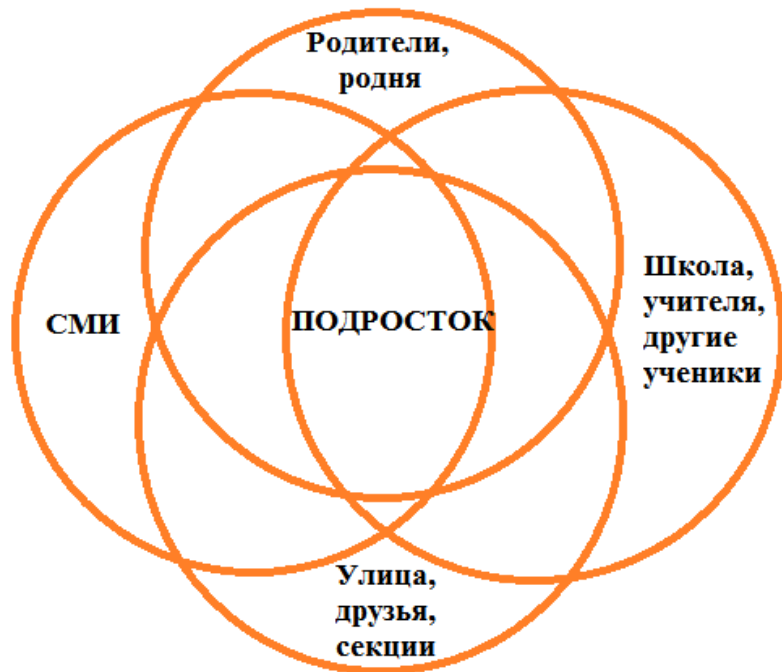 Родители,
родня
СМИ
ПОДРОСТОК
Школа,
учителя,
другие
ученики
Улица,
друзья,
секции